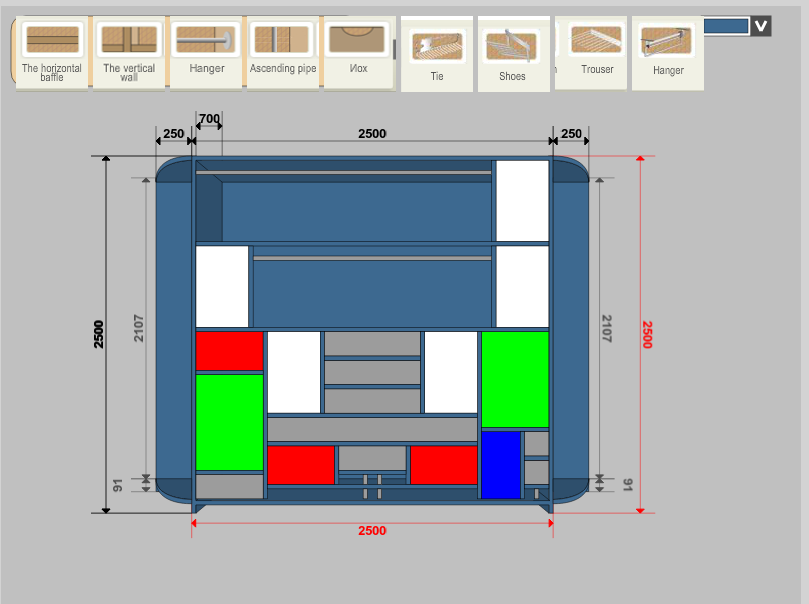 The horizontal
baffle
The vertical
wall
Hanger
Ascending pipe
Иox
Tie
Shoes
Trouser
Hanger
V
700
250
2500
250
2500
2107
2107
2500
91
91
2500